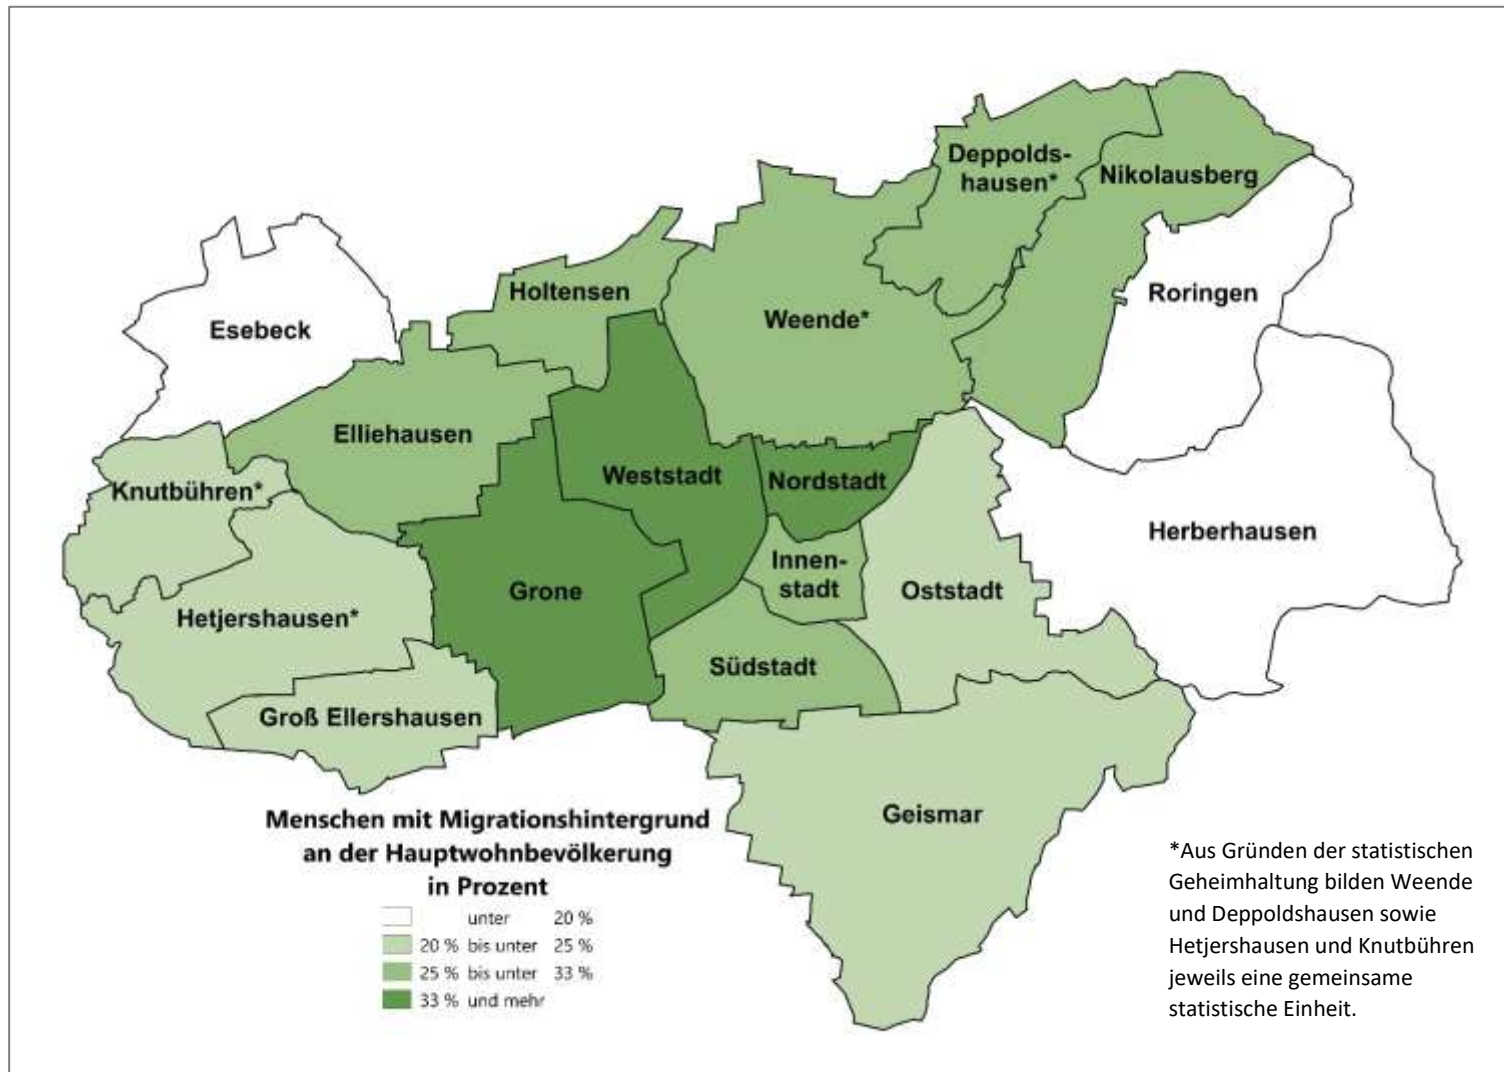 Deppolds-
hausen*
Nikolausberg
Holtensen
Roringen
Esebeck
Weende*
Elliehausen
Weststadt
Nordstadt
Knutbühren*
Herberhausen
Innen-
stadt
Grone
Oststadt
Hetjershausen*
Südstadt
Groß Ellershausen
Geismar
Menschen mit Migrationshintergrund
an der Hauptwohnbevölkerung
in Prozent
unter 20 %
20 % bis unter 25 %
25 % bis unter 33 %
33 % und mehr
*Aus Gründen der statistischen
Geheimhaltung bilden Weende
und Deppoldshausen sowie
Hetjershausen und Knutbühren
jeweils eine gemeinsame
statistische Einheit.